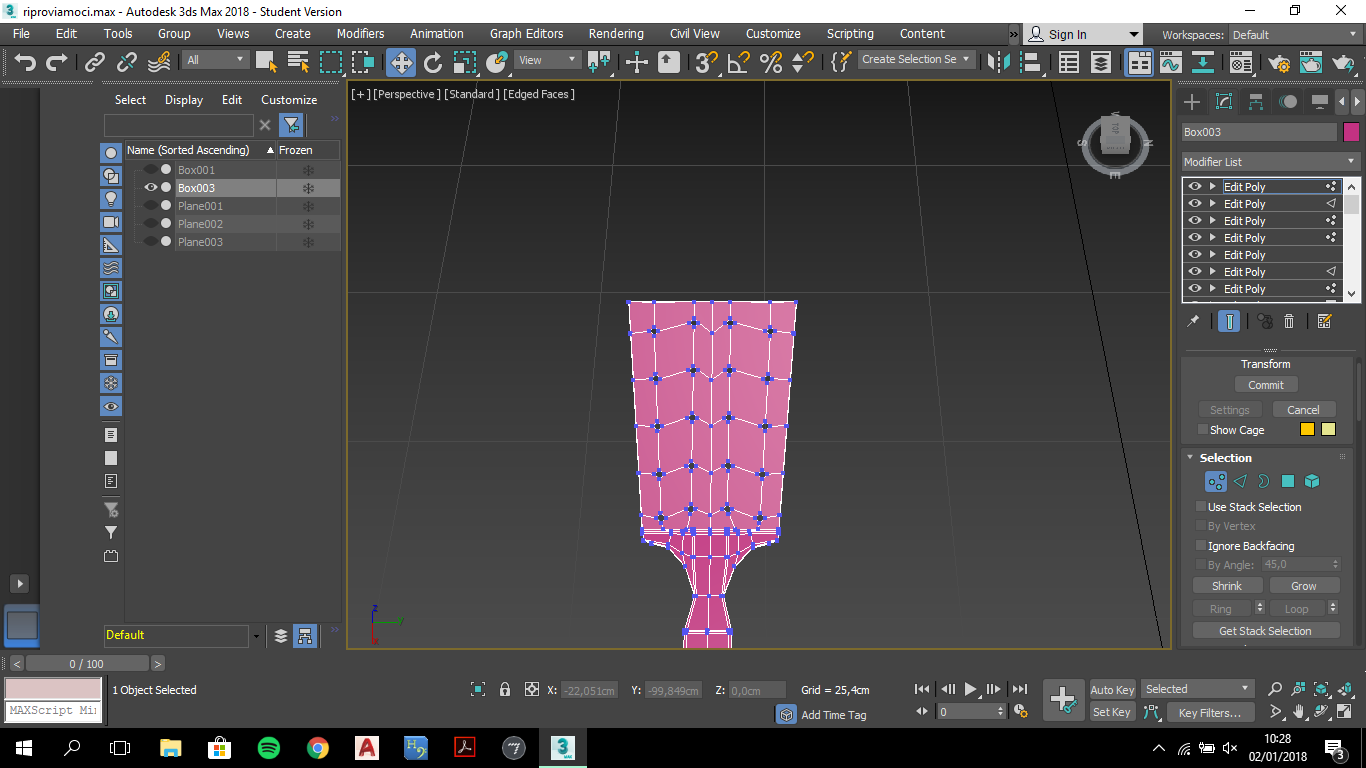 riproviamoci.max - Autodesk 3ds Max 2018 - Student Version
File Edit Tools Group Views Create Modifiers Animation Graph Editors Rendering Civil View Customize Scripting Content » Sign In Workspaces: Default
All View Create Selection Se
Select Display Edit Customize
[+] [Perspective] [Standard] [Edged Faces]
Name (Sorted Ascending) Frozen
Box001
Box003
Plane001
Plane002
Plane003
TOP
S N E
Box003
Modifier List
Edit Poly
Edit Poly
Edit Poly
Edit Poly
Edit Poly
Edit Poly
Edit Poly
Transform
Commit
Settings Cancel
Show Cage
Selection
Use Stack Selection
By Vertex
Ignore Backfacing
By Angle: 45,0
Shrink Grow
Ring Loop
Get Stack Selection
z
Y
x
Default
< 0 / 100 >
1 Object Selected X: -22,051cm Y: -99,849cm Z: 0,0cm Grid = 25,4cm Auto Key Selected
MAXScript Mi Add Time Tag 0 Set Key Key Filters...
10:28
02/01/2018
3